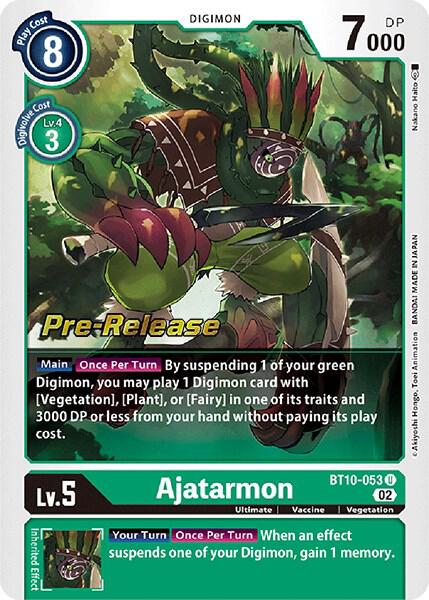 Play Cost
8
DIGIMON
7000
DP
Digivolve Cost
Lv.4
3
Nakano Haito
© Akiyoshi Hongo, Toei Animation BANDAI MADE IN JAPAN
Pre-Release
Main Once Per Turn By suspending 1 of your green
Digimon, you may play 1 Digimon card with
[Vegetation], [Plant], or [Fairy] in one of its traits and
3000 DP or less from your hand without paying its play
cost.
Lv.5
Ajatarmon
BT10-053 U
02
Ultimate | Vaccine | Vegetation
Inherited Effect
Your Turn Once Per Turn When an effect
suspends one of your Digimon, gain 1 memory.